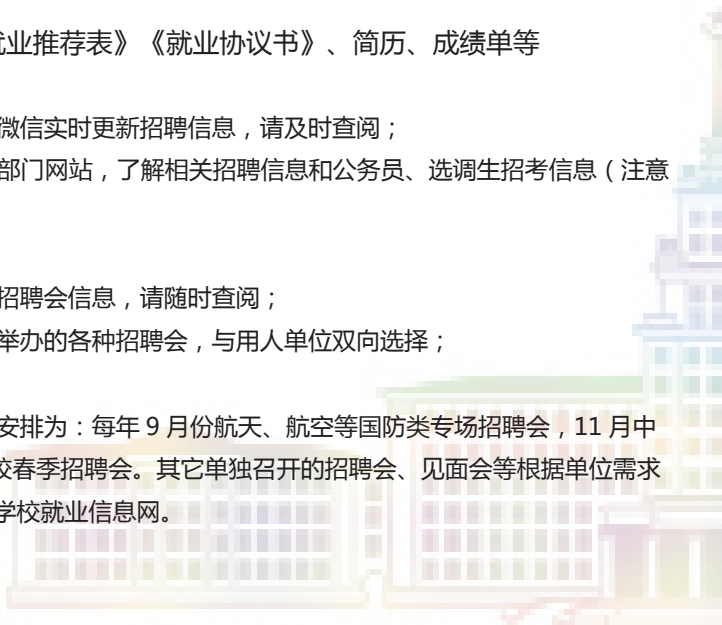 业推荐表》《就业协议书》、简历、成绩单等
微信实时更新招聘信息，请及时查阅；
部门网站，了解相关招聘信息和公务员、选调生招考信息（注意
招聘会信息，请随时查阅；
举办的各种招聘会，与用人单位双向选择；
安排为：每年 9 月份航天、航空等国防类专场招聘会，11 月中
校春季招聘会。其它单独召开的招聘会、见面会等根据单位需求
学校就业信息网。